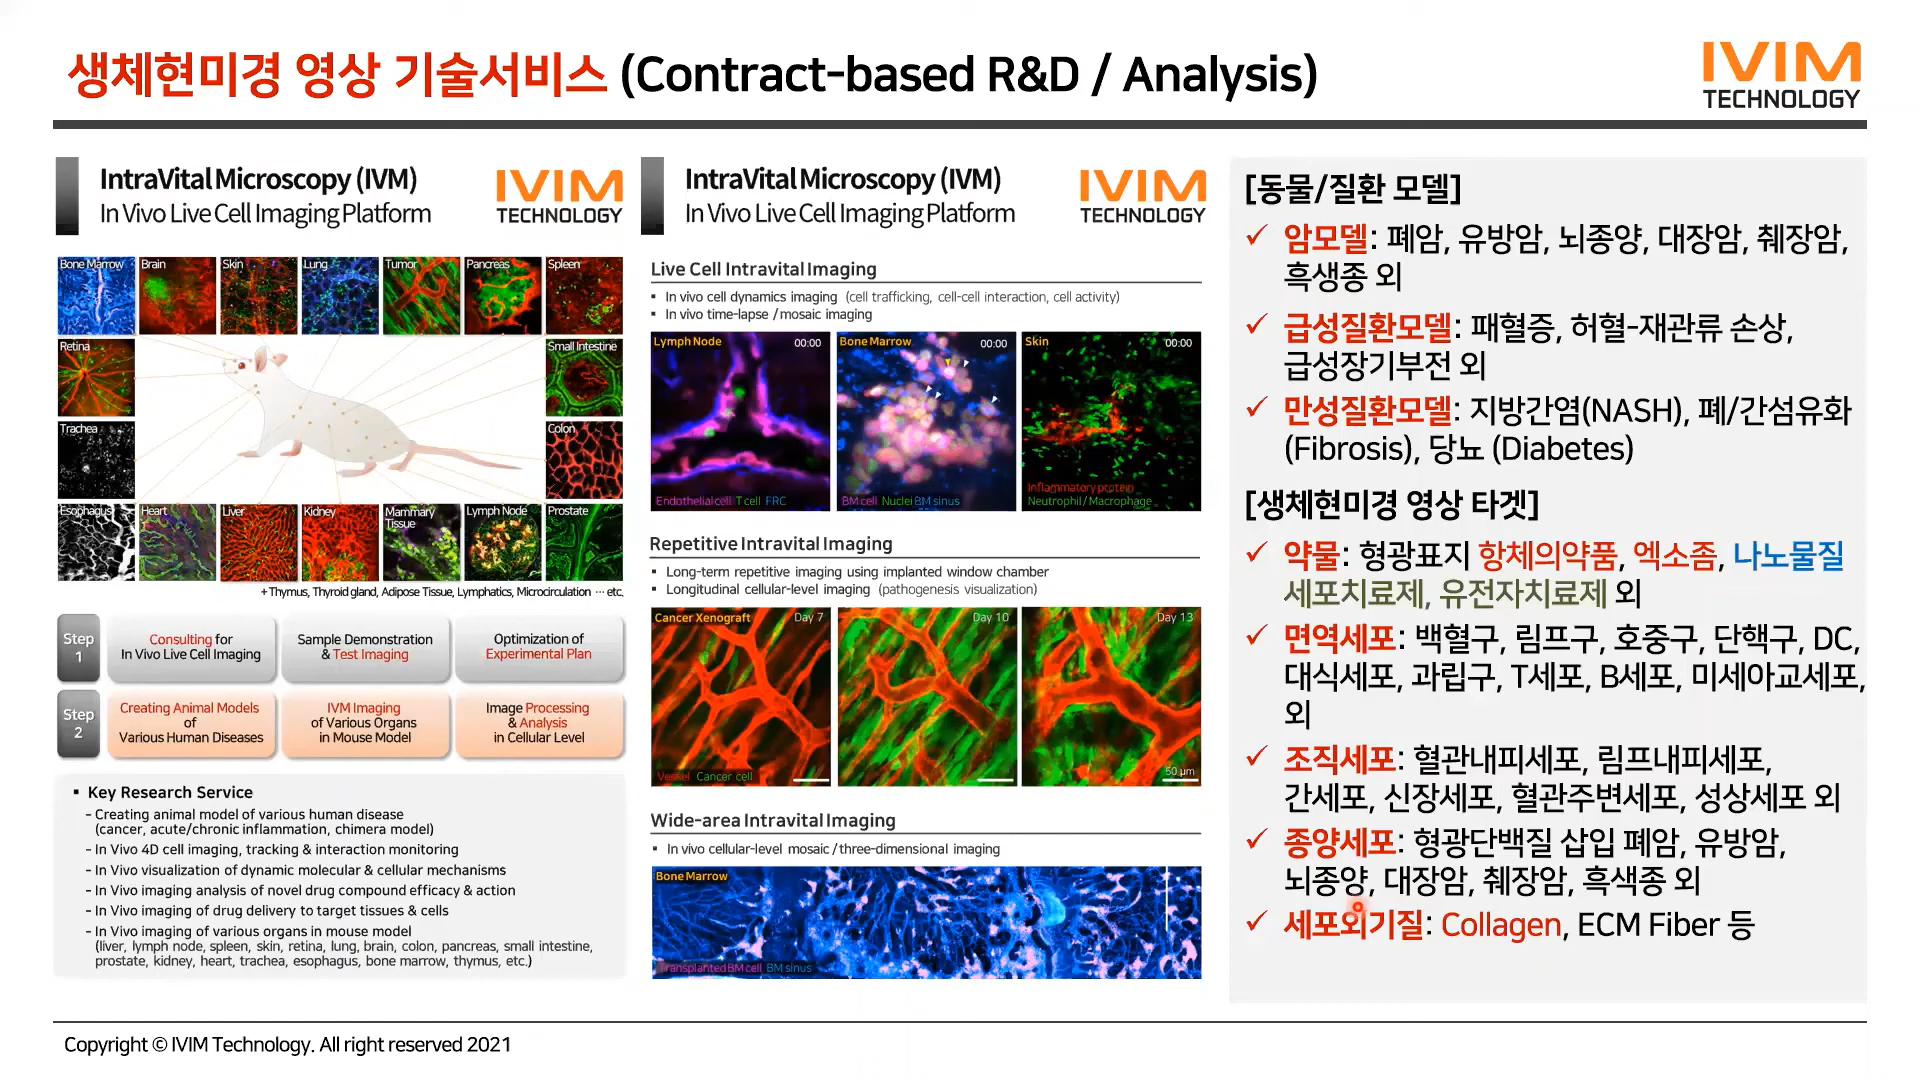 생체현미경 영상 기술서비스 (Contract-based R&D / Analysis)
IVIM
TECHNOLOGY
IntraVital Microscopy (IVM)
In Vivo Live Cell Imaging Platform
IVIM
TECHNOLOGY
Bone Marrow
Brain
Skin
Lung
Tumor
Pancreas
Spleen
Retina
Small Intestine
Trachea
Colon
Esophagus
Heart
Liver
Kidney
Mammary
Tissue
Lymph Node
Prostate
+ Thymus, Thyroid gland, Adipose Tissue, Lymphatics, Microcirculation ··· etc.
Step
1
Consulting for
In Vivo Live Cell Imaging
Sample Demonstration
& Test Imaging
Optimization of
Experimental Plan
Step
2
Creating Animal Models
of
Various Human Diseases
IVM Imaging
of Various Organs
in Mouse Model
Image Processing
& Analysis
in Cellular Level
▪ Key Research Service
– Creating animal model of various human disease
(cancer, acute/chronic inflammation, chimera model)
– In Vivo 4D cell imaging, tracking & interaction monitoring
– In Vivo visualization of dynamic molecular & cellular mechanisms
– In Vivo imaging analysis of novel drug compound efficacy & action
– In Vivo imaging of drug delivery to target tissues & cells
– In Vivo imaging of various organs in mouse model
(liver, lymph node, spleen, skin, retina, lung, brain, colon, pancreas, small intestine,
prostate, kidney, heart, trachea, esophagus, bone marrow, thymus, etc.)
IntraVital Microscopy (IVM)
In Vivo Live Cell Imaging Platform
IVIM
TECHNOLOGY
Live Cell Intravital Imaging
▪ In vivo cell dynamics imaging (cell trafficking, cell-cell interaction, cell activity)
▪ In vivo time-lapse / mosaic imaging
Lymph Node 00:00
Endothelial cell T cell FRC
Bone Marrow 00:00
BM cell Nuclei BM sinus
Skin 00:00
Inflammatory protein
Neutrophil / Macrophage
Repetitive Intravital Imaging
▪ Long-term repetitive imaging using implanted window chamber
▪ Longitudinal cellular-level imaging (pathogenesis visualization)
Cancer Xenograft Day 7
Vessel Cancer cell
Day 10
Day 13
50 μm
Wide-area Intravital Imaging
▪ In vivo cellular-level mosaic / three-dimensional imaging
Bone Marrow
Transplanted BM cell BM sinus
[동물/질환 모델]
✓ 암모델: 폐암, 유방암, 뇌종양, 대장암, 췌장암,
흑생종 외
✓ 급성질환모델: 패혈증, 허혈-재관류 손상,
급성장기부전 외
✓ 만성질환모델: 지방간염(NASH), 폐/간섬유화
(Fibrosis), 당뇨 (Diabetes)
[생체현미경 영상 타겟]
✓ 약물: 형광표지 항체의약품, 엑소좀, 나노물질
세포치료제, 유전자치료제 외
✓ 면역세포: 백혈구, 림프구, 호중구, 단핵구, DC,
대식세포, 과립구, T세포, B세포, 미세아교세포,
외
✓ 조직세포: 혈관내피세포, 림프내피세포,
간세포, 신장세포, 혈관주변세포, 성상세포 외
✓ 종양세포: 형광단백질 삽입 폐암, 유방암,
뇌종양, 대장암, 췌장암, 흑색종 외
✓ 세포외기질: Collagen, ECM Fiber 등
Copyright © IVIM Technology. All right reserved 2021